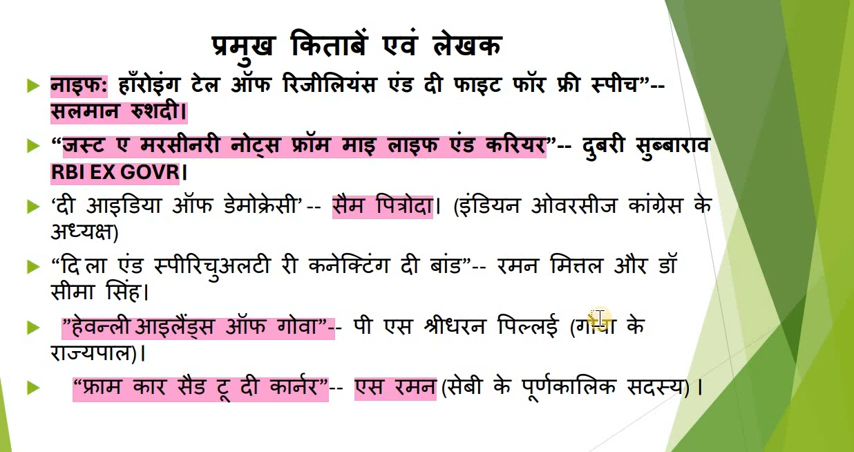 प्रमुख किताबें एवं लेखक
नाइफ: हाँरोइंग टेल ऑफ रिजीलियंस एंड दी फाइट फॉर फ्री स्पीच”--
सलमान रुशदी।
“जस्ट ए मरसीनरी नोट्स फ्रॉम माइ लाइफ एंड करियर”-- दुबरी सुब्बाराव
RBI EX GOVR।
‘दी आइडिया ऑफ डेमोक्रेसी’ -- सैम पित्रोदा। (इंडियन ओवरसीज कांग्रेस के
अध्यक्ष)
“दि ला एंड स्पीरिचुअलटी री कनेक्टिंग दी बांड”-- रमन मित्तल और डॉ
सीमा सिंह।
”हेवन्ली आइलैंड्स ऑफ गोवा”-- पी एस श्रीधरन पिल्लई (गोवा के
राज्यपाल)।
“फ्राम कार सैड टू दी कार्नर”-- एस रमन (सेबी के पूर्णकालिक सदस्य) ।